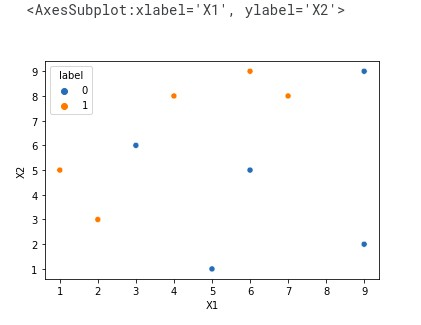 <AxesSubplot:xlabel='X1', ylabel='X2'>
label
0
1
9
8
7
6
5
4
3
2
1
X2
1 2 3 4 5 6 7 8 9
X1